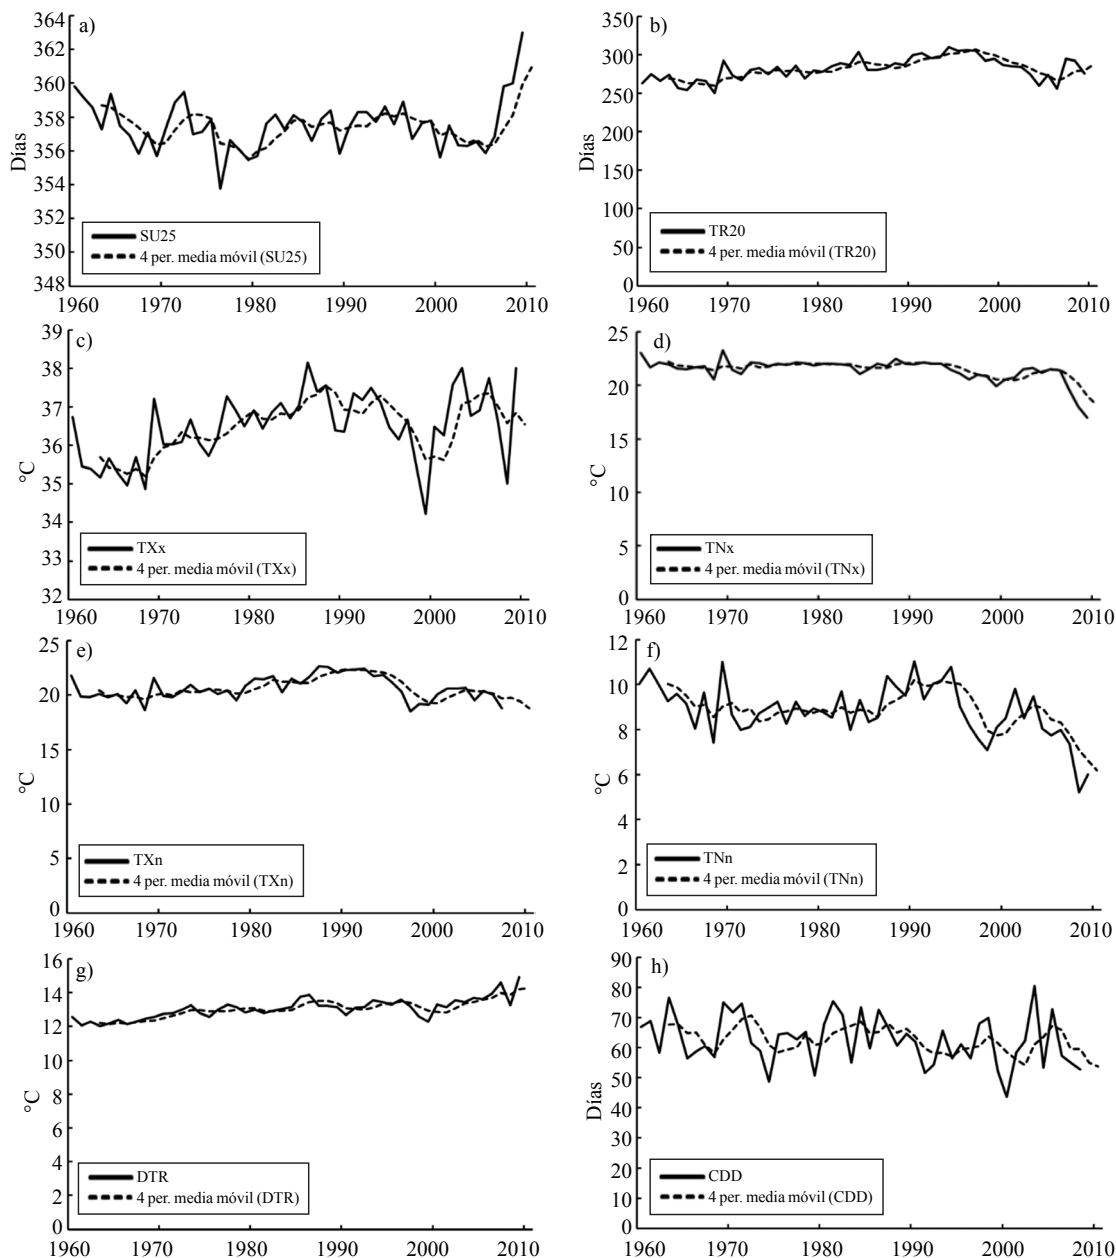 a)
364
362
360
358
356
354
352
350
348
Días
SU25
4 per. media móvil (SU25)
1960 1970 1980 1990 2000 2010
b)
350
300
250
200
150
100
50
0
Días
TR20
4 per. media móvil (TR20)
1960 1970 1980 1990 2000 2010
c)
39
38
37
36
35
34
33
32
°C
TXx
4 per. media móvil (TXx)
1960 1970 1980 1990 2000 2010
d)
25
20
15
10
5
0
°C
TNx
4 per. media móvil (TNx)
1960 1970 1980 1990 2000 2010
e)
25
20
15
10
5
0
°C
TXn
4 per. media móvil (TXn)
1960 1970 1980 1990 2000 2010
f)
12
10
8
6
4
2
0
°C
TNn
4 per. media móvil (TNn)
1960 1970 1980 1990 2000 2010
g)
16
14
12
10
8
6
4
2
0
°C
DTR
4 per. media móvil (DTR)
1960 1970 1980 1990 2000 2010
h)
90
80
70
60
50
40
30
20
10
0
Días
CDD
4 per. media móvil (CDD)
1960 1970 1980 1990 2000 2010